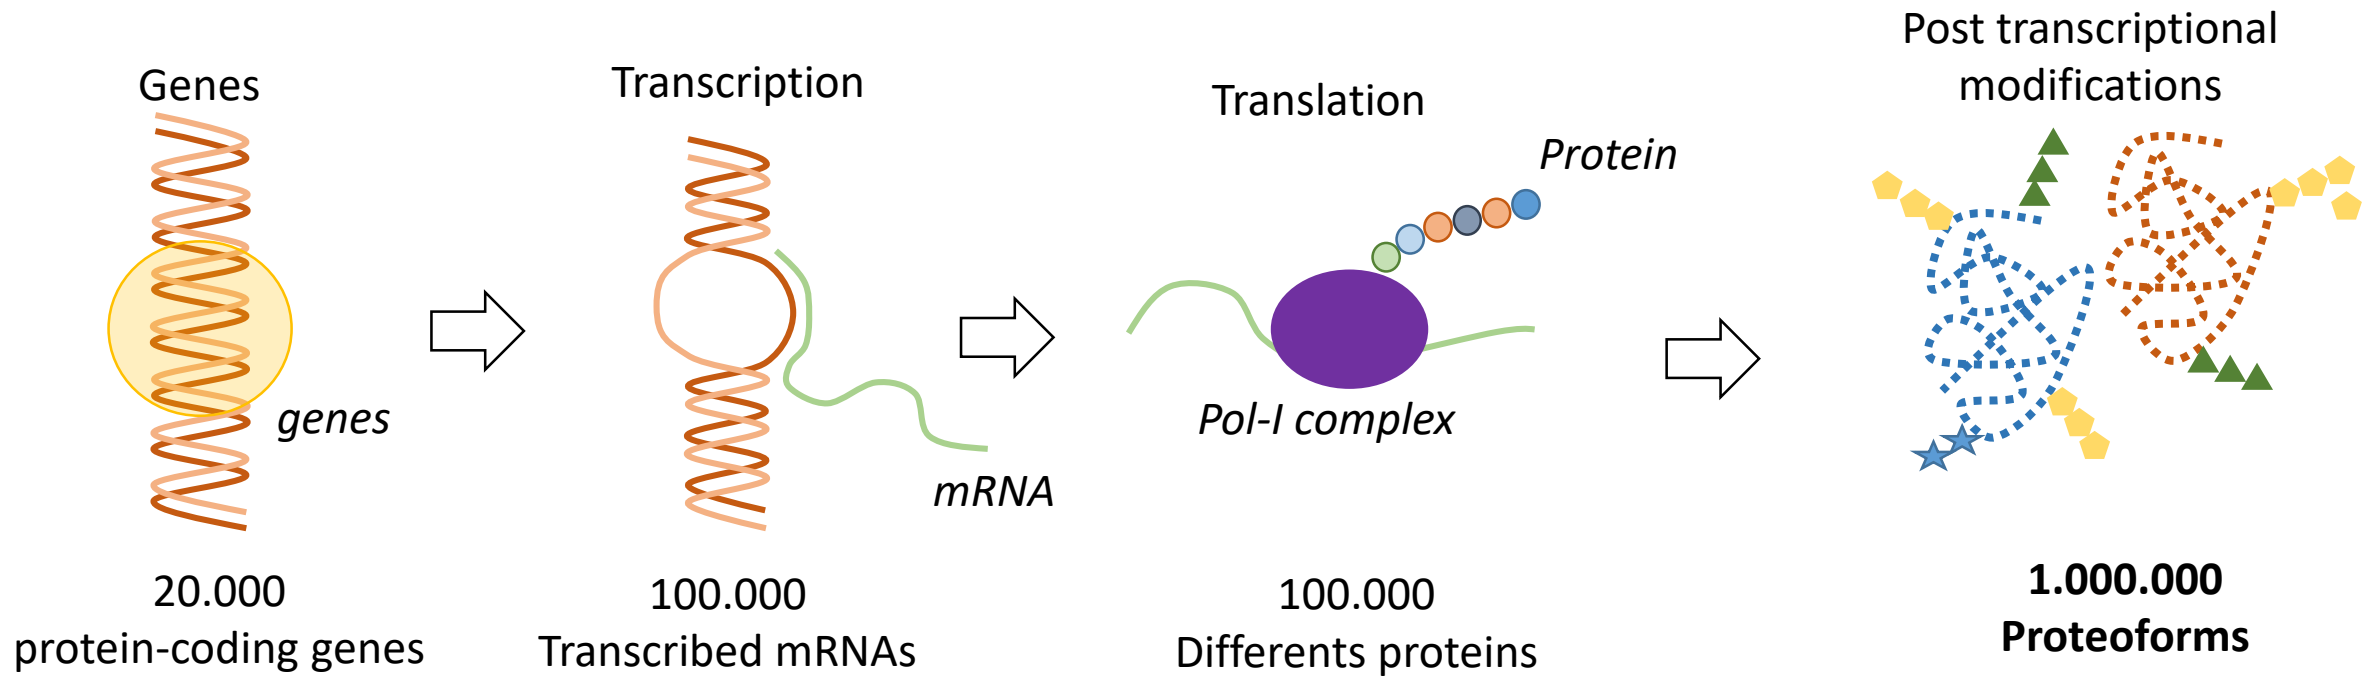 Genes
genes
20.000
protein-coding genes
Transcription
mRNA
100.000
Transcribed mRNAs
Translation
Protein
Pol-I complex
100.000
Differents proteins
Post transcriptional
modifications
1.000.000
Proteoforms